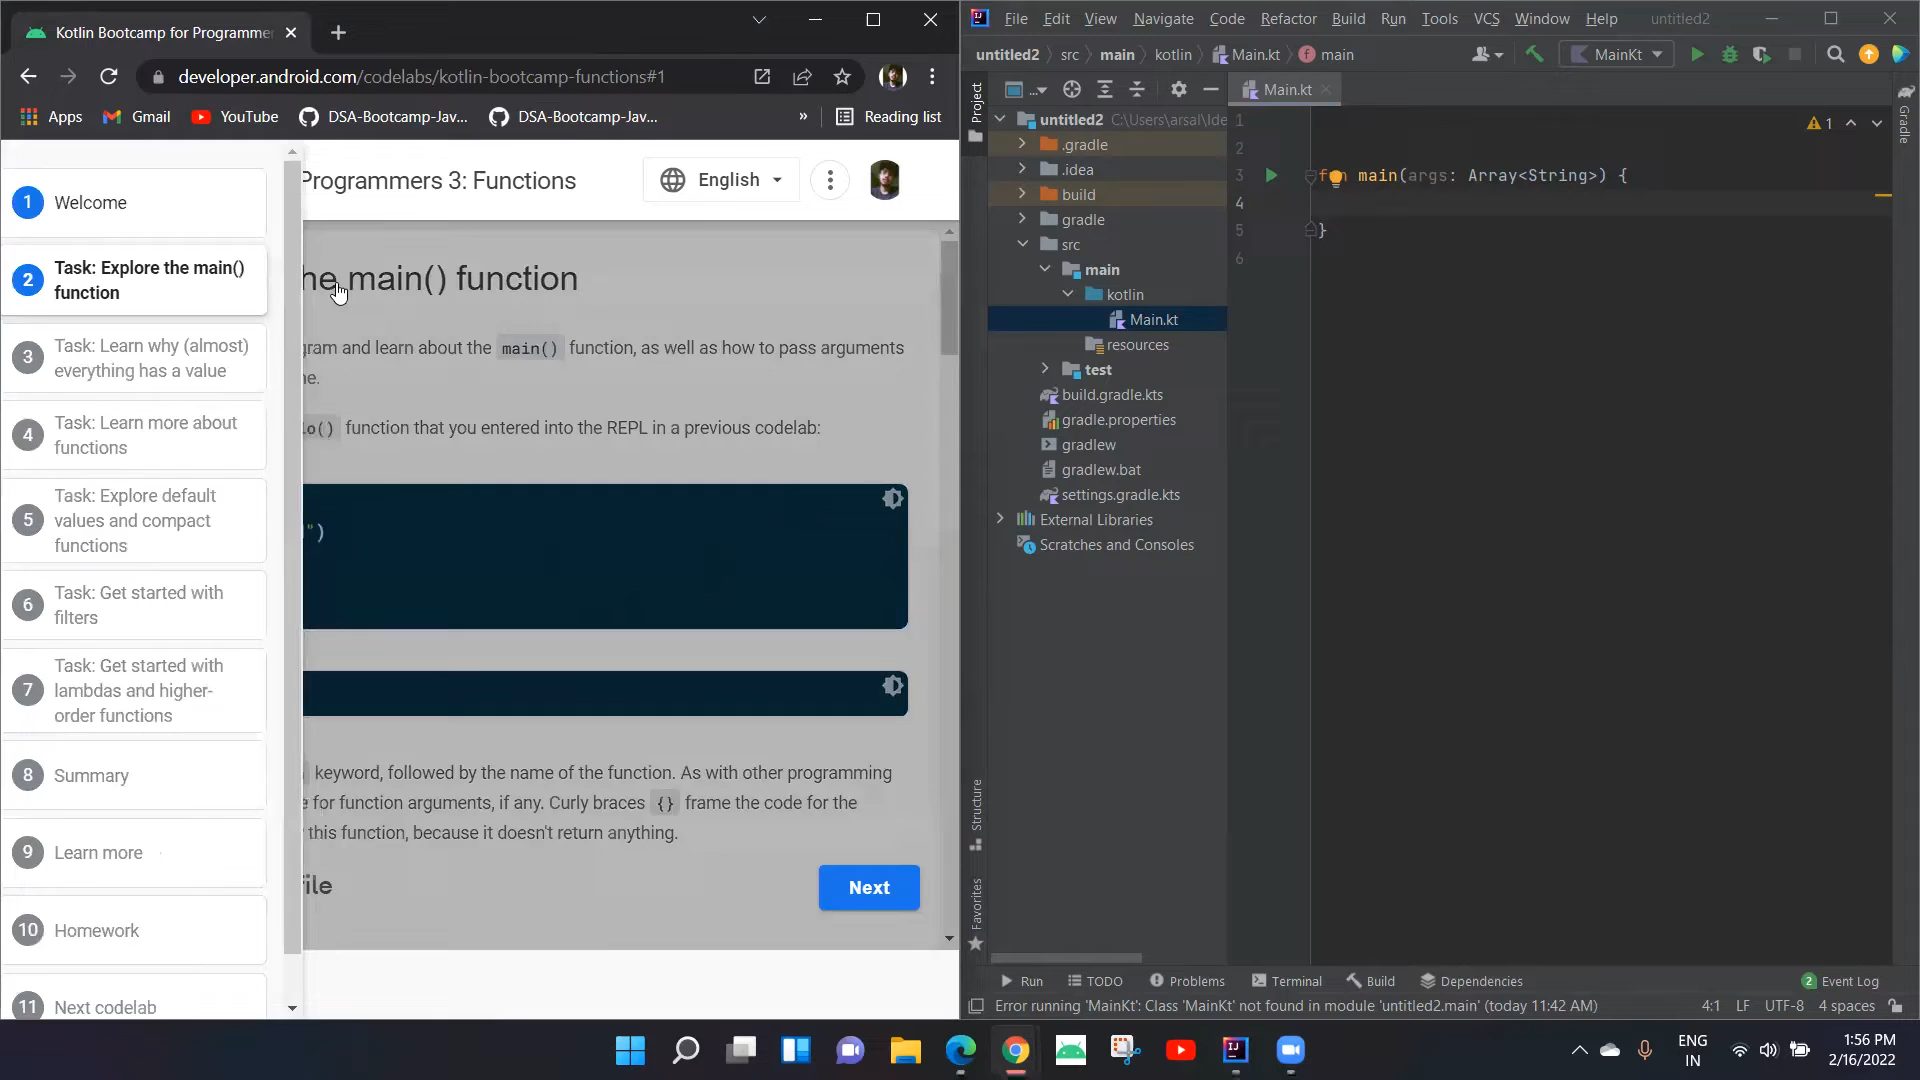 Kotlin Bootcamp for Programme
developer.android.com/codelabs/kotlin-bootcamp-functions#1
Apps
Gmail
YouTube
DSA-Bootcamp-Jav...
DSA-Bootcamp-Jav...
»
Reading list
Programmers 3: Functions
English
1 Welcome
2 Task: Explore the main()
function
3 Task: Learn why (almost)
everything has a value
4 Task: Learn more about
functions
5 Task: Explore default
values and compact
functions
6 Task: Get started with
filters
7 Task: Get started with
lambdas and higher-
order functions
8 Summary
9 Learn more
10 Homework
11 Next codelab
he main() function
gram and learn about the main() function, as well as how to pass arguments
ne.
lo() function that you entered into the REPL in a previous codelab:
")
keyword, followed by the name of the function. As with other programming
e for function arguments, if any. Curly braces {} frame the code for the
this function, because it doesn't return anything.
file
Next
File Edit View Navigate Code Refactor Build Run Tools VCS Window Help untitled2
untitled2 src main kotlin Main.kt main
MainKt
Project
...
Main.kt
Gradle
untitled2 C:\Users\arsal\Ide
.gradle
.idea
build
gradle
src
main
kotlin
Main.kt
resources
test
build.gradle.kts
gradle.properties
gradlew
gradlew.bat
settings.gradle.kts
External Libraries
Scratches and Consoles
1
2
3 main(args: Array<String>) {
4
5 }
6
1
Structure
Favorites
Run TODO Problems Terminal Build Dependencies
2 Event Log
Error running 'MainKt': Class 'MainKt' not found in module 'untitled2.main' (today 11:42 AM)
4:1 LF UTF-8 4 spaces
ENG
IN
1:56 PM
2/16/2022